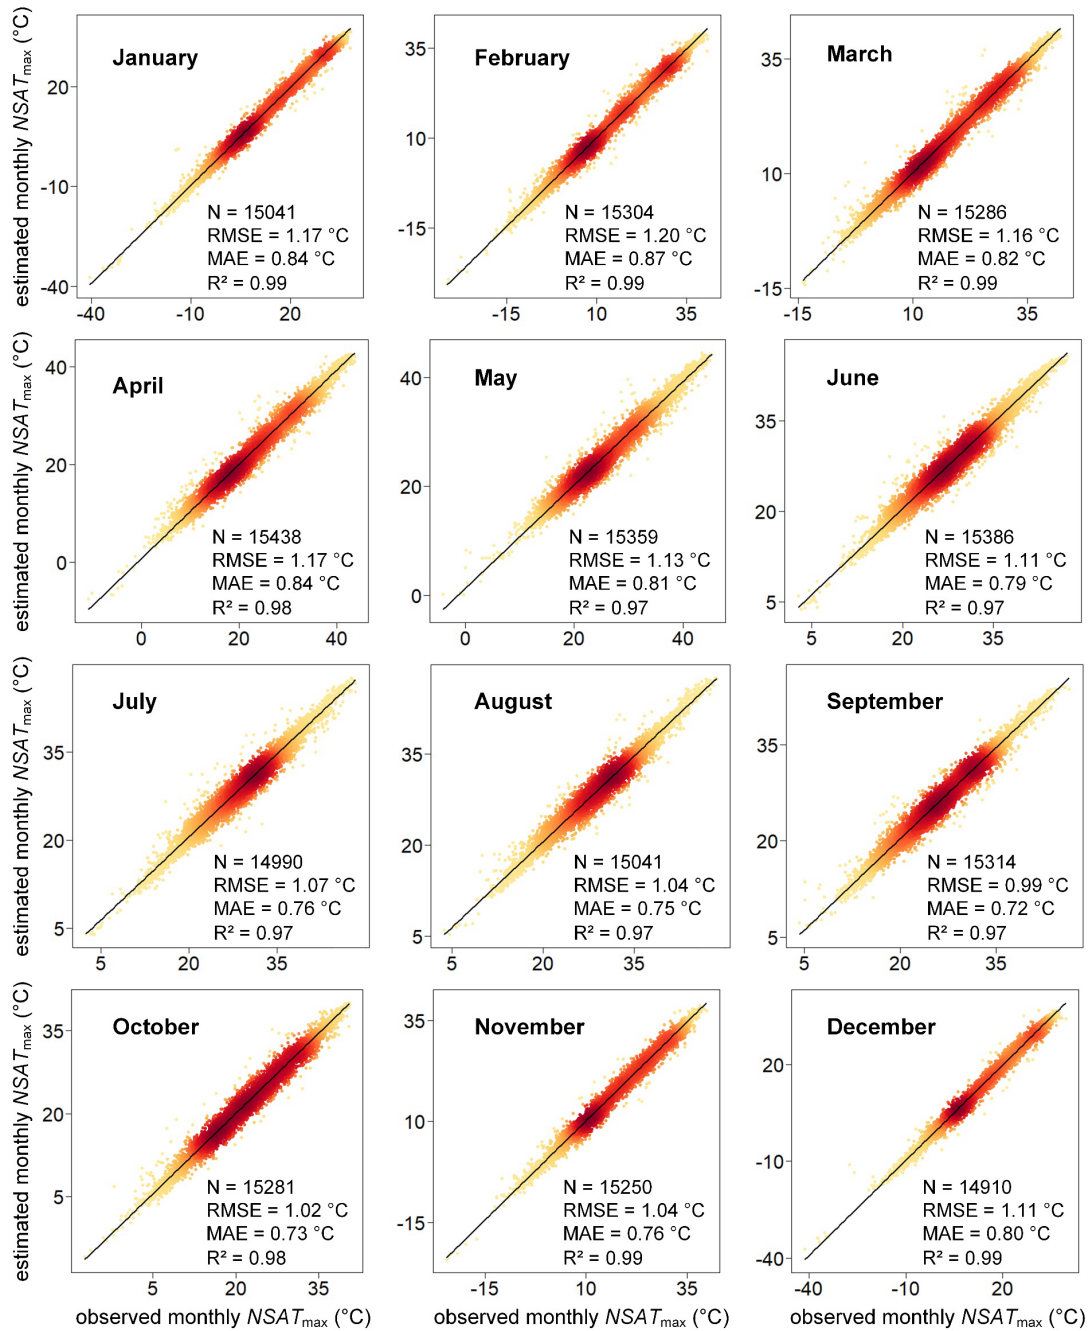 estimated monthly NSATmax (°C)
January
20
-10
-40
N = 15041
RMSE = 1.17 °C
MAE = 0.84 °C
R² = 0.99
-40 -10 20
February
35
10
-15
N = 15304
RMSE = 1.20 °C
MAE = 0.87 °C
R² = 0.99
-15 10 35
March
35
10
-15
N = 15286
RMSE = 1.16 °C
MAE = 0.82 °C
R² = 0.99
-15 10 35
estimated monthly NSATmax (°C)
April
40
20
0
N = 15438
RMSE = 1.17 °C
MAE = 0.84 °C
R² = 0.98
0 20 40
May
40
20
0
N = 15359
RMSE = 1.13 °C
MAE = 0.81 °C
R² = 0.97
0 20 40
June
35
20
5
N = 15386
RMSE = 1.11 °C
MAE = 0.79 °C
R² = 0.97
5 20 35
estimated monthly NSATmax (°C)
July
35
20
5
N = 14990
RMSE = 1.07 °C
MAE = 0.76 °C
R² = 0.97
5 20 35
August
35
20
5
N = 15041
RMSE = 1.04 °C
MAE = 0.75 °C
R² = 0.97
5 20 35
September
35
20
5
N = 15314
RMSE = 0.99 °C
MAE = 0.72 °C
R² = 0.97
5 20 35
estimated monthly NSATmax (°C)
October
35
20
5
N = 15281
RMSE = 1.02 °C
MAE = 0.73 °C
R² = 0.98
5 20 35
observed monthly NSATmax (°C)
November
35
10
-15
N = 15250
RMSE = 1.04 °C
MAE = 0.76 °C
R² = 0.99
-15 10 35
observed monthly NSATmax (°C)
December
20
-10
-40
N = 14910
RMSE = 1.11 °C
MAE = 0.80 °C
R² = 0.99
-40 -10 20
observed monthly NSATmax (°C)